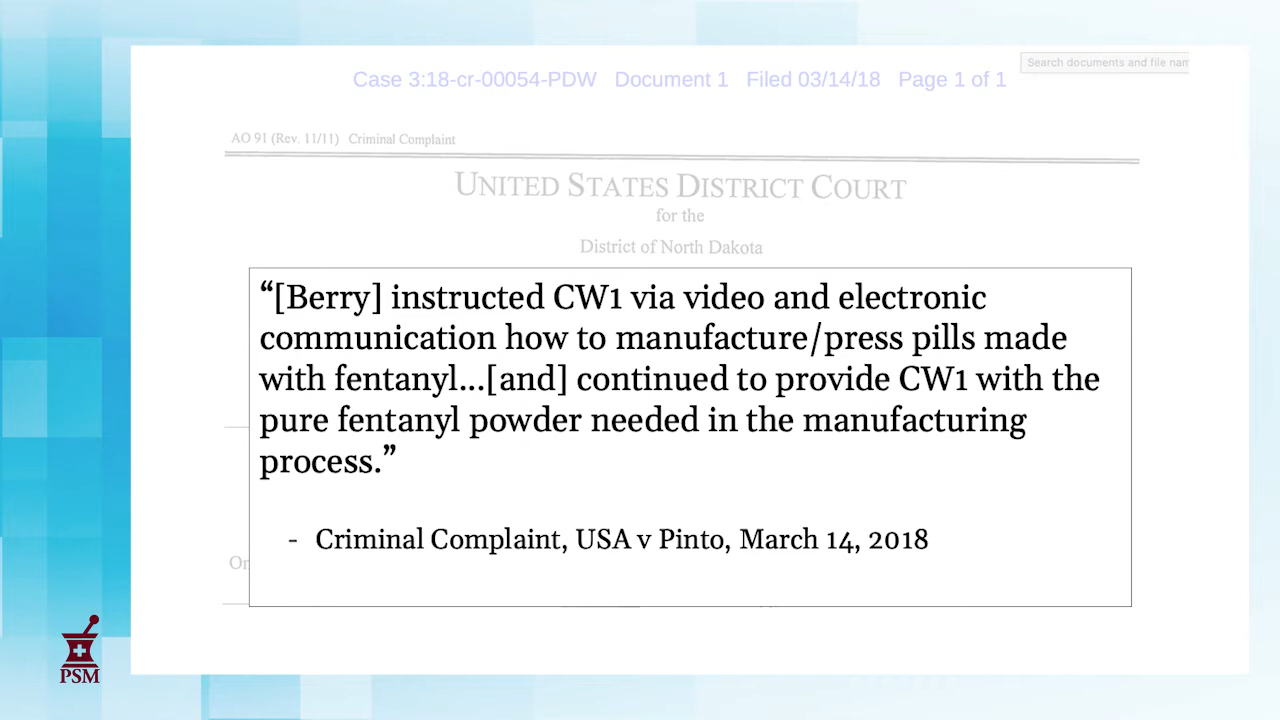 Search documents and file nam
Case 3:18-cr-00054-PDW Document 1 Filed 03/14/18 Page 1 of 1
AO 91 (Rev. 11/11) Criminal Complaint
UNITED STATES DISTRICT COURT
for the
District of North Dakota
“[Berry] instructed CW1 via video and electronic
communication how to manufacture/press pills made
with fentanyl...[and] continued to provide CW1 with the
pure fentanyl powder needed in the manufacturing
process.”
- Criminal Complaint, USA v Pinto, March 14, 2018
PSM